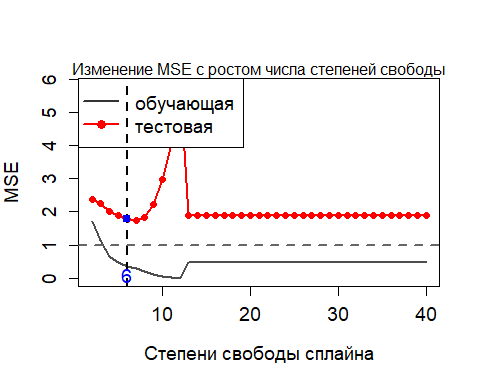 Изменение MSE с ростом числа степеней свободы
обучающая
тестовая
MSE
6
5
4
3
2
1
0
6
10 20 30 40
Степени свободы сплайна